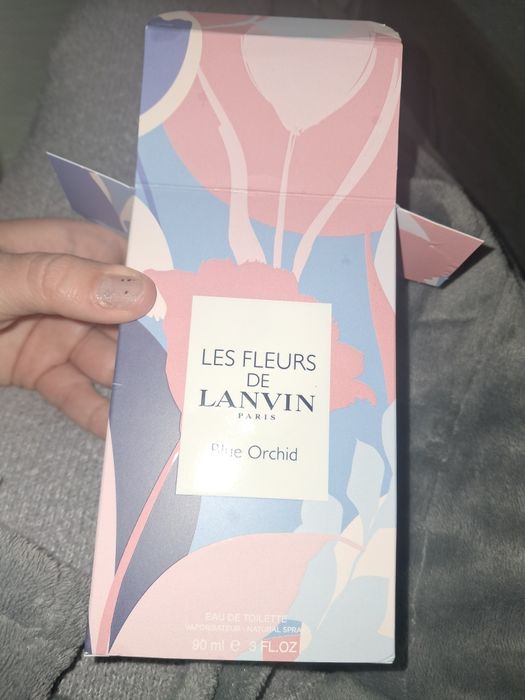 LES FLEURS
DE
LANVIN
PARIS
Blue Orchid
EAU DE TOILETTE
VAPORISATEUR - NATURAL SPRAY
90 ml e 3 FL.OZ